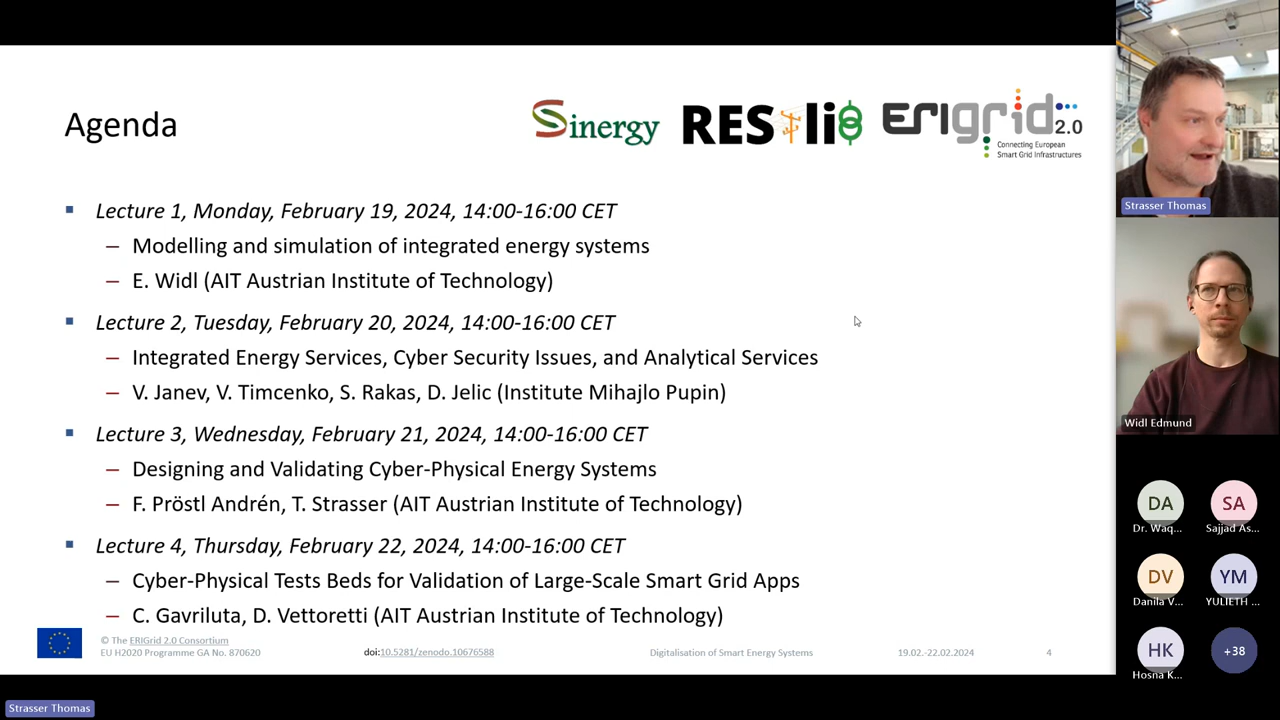 Agenda
Sinergy
RESili8
ERIgrid 2.0
Connecting European
Smart Grid Infrastructures
Lecture 1, Monday, February 19, 2024, 14:00-16:00 CET
– Modelling and simulation of integrated energy systems
– E. Widl (AIT Austrian Institute of Technology)
Lecture 2, Tuesday, February 20, 2024, 14:00-16:00 CET
– Integrated Energy Services, Cyber Security Issues, and Analytical Services
– V. Janev, V. Timcenko, S. Rakas, D. Jelic (Institute Mihajlo Pupin)
Lecture 3, Wednesday, February 21, 2024, 14:00-16:00 CET
– Designing and Validating Cyber-Physical Energy Systems
– F. Pröstl Andrén, T. Strasser (AIT Austrian Institute of Technology)
Lecture 4, Thursday, February 22, 2024, 14:00-16:00 CET
– Cyber-Physical Tests Beds for Validation of Large-Scale Smart Grid Apps
– C. Gavriluta, D. Vettoretti (AIT Austrian Institute of Technology)
© The ERIGrid 2.0 Consortium
EU H2020 Programme GA No. 870620
doi:10.5281/zenodo.10676588
Digitalisation of Smart Energy Systems
19.02.-22.02.2024
4
Strasser Thomas
Widl Edmund
DA
Dr. Waq...
SA
Sajjad As...
DV
Danila V...
YM
YULIETH ...
HK
Hosna K...
+38
Strasser Thomas